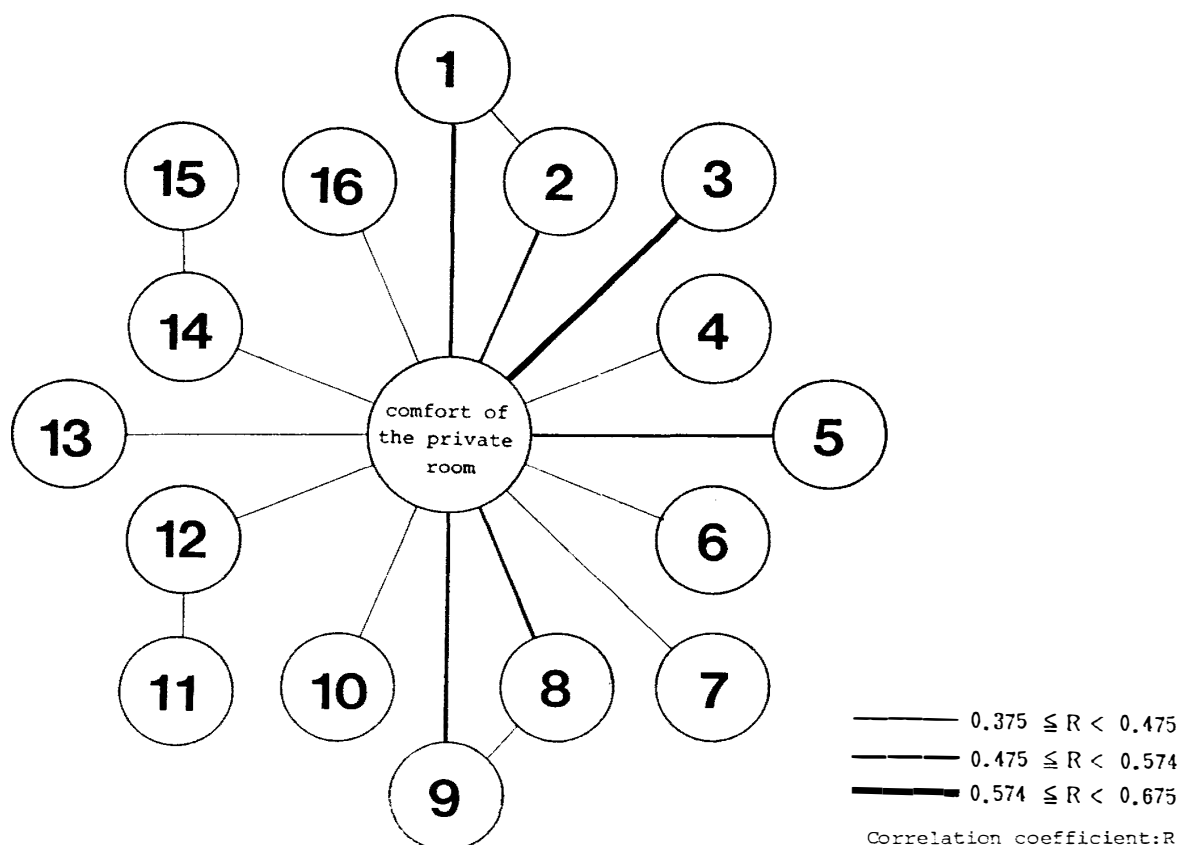 1
2
3
15
16
4
14
comfort of
the private
room
13
5
12
6
11
10
8
7
9
0.375 ≦ R < 0.475
0.475 ≦ R < 0.574
0.574 ≦ R < 0.675
Correlation coefficient:R